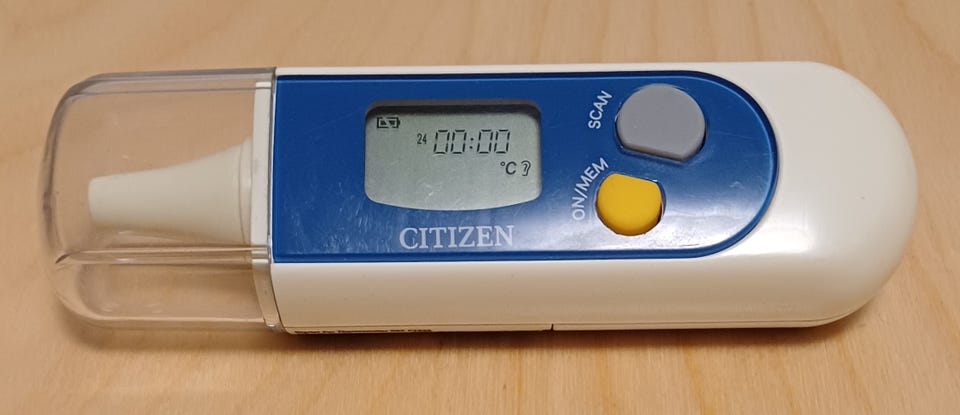 SCAN
24 00:00
°C
ON/MEM
CITIZEN